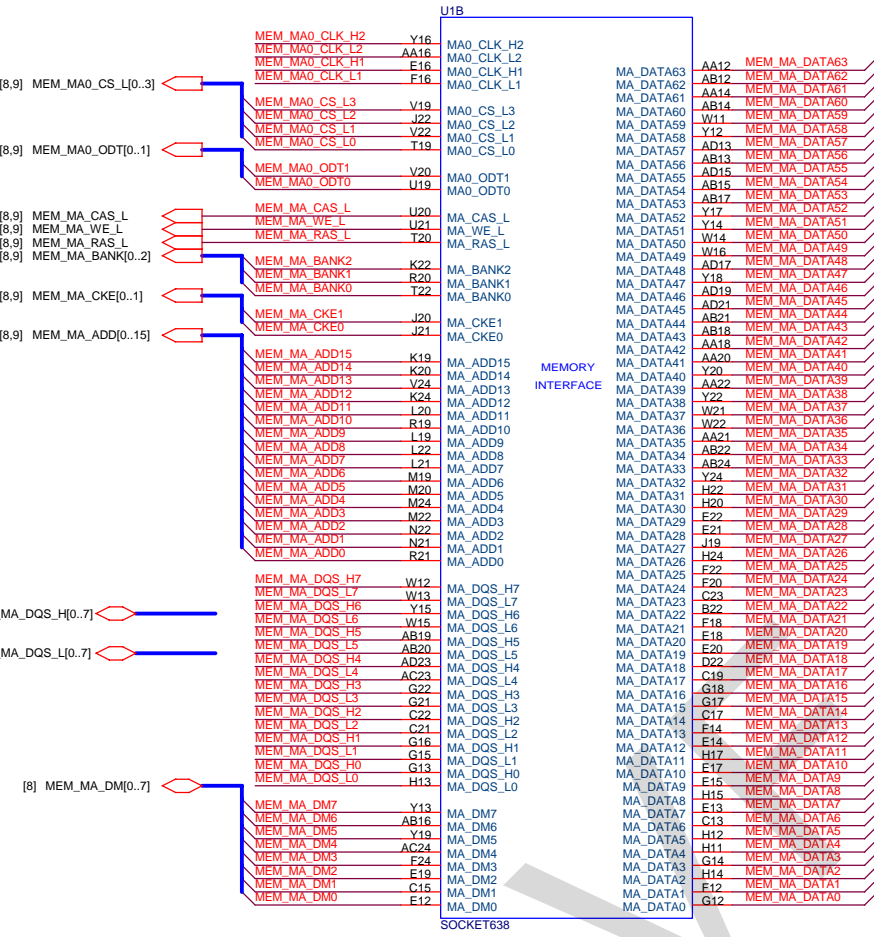 U1B
[8,9] MEM_MA0_CS_L[0..3]
[8,9] MEM_MA0_ODT[0..1]
[8,9] MEM_MA_CAS_L
[8,9] MEM_MA_WE_L
[8,9] MEM_MA_RAS_L
[8,9] MEM_MA_BANK[0..2]
[8,9] MEM_MA_CKE[0..1]
[8,9] MEM_MA_ADD[0..15]
MA_DQS_H[0..7]
MA_DQS_L[0..7]
[8] MEM_MA_DM[0..7]
MEM_MA0_CLK_H2 Y16 MA0_CLK_H2
MEM_MA0_CLK_L2 AA16 MA0_CLK_L2
MEM_MA0_CLK_H1 E16 MA0_CLK_H1
MEM_MA0_CLK_L1 F16 MA0_CLK_L1
MEM_MA0_CS_L3 V19 MA0_CS_L3
MEM_MA0_CS_L2 J22 MA0_CS_L2
MEM_MA0_CS_L1 V22 MA0_CS_L1
MEM_MA0_CS_L0 T19 MA0_CS_L0
MEM_MA0_ODT1 V20 MA0_ODT1
MEM_MA0_ODT0 U19 MA0_ODT0
MEM_MA_CAS_L U20 MA_CAS_L
MEM_MA_WE_L U21 MA_WE_L
MEM_MA_RAS_L T20 MA_RAS_L
MEM_MA_BANK2 K22 MA_BANK2
MEM_MA_BANK1 R20 MA_BANK1
MEM_MA_BANK0 T22 MA_BANK0
MEM_MA_CKE1 J20 MA_CKE1
MEM_MA_CKE0 J21 MA_CKE0
MEM_MA_ADD15 K19 MA_ADD15
MEM_MA_ADD14 K20 MA_ADD14
MEM_MA_ADD13 V24 MA_ADD13
MEM_MA_ADD12 K24 MA_ADD12
MEM_MA_ADD11 L20 MA_ADD11
MEM_MA_ADD10 R19 MA_ADD10
MEM_MA_ADD9 L19 MA_ADD9
MEM_MA_ADD8 L22 MA_ADD8
MEM_MA_ADD7 L21 MA_ADD7
MEM_MA_ADD6 M19 MA_ADD6
MEM_MA_ADD5 M20 MA_ADD5
MEM_MA_ADD4 M24 MA_ADD4
MEM_MA_ADD3 M22 MA_ADD3
MEM_MA_ADD2 N22 MA_ADD2
MEM_MA_ADD1 N21 MA_ADD1
MEM_MA_ADD0 R21 MA_ADD0
MEM_MA_DQS_H7 W12 MA_DQS_H7
MEM_MA_DQS_L7 W13 MA_DQS_L7
MEM_MA_DQS_H6 Y15 MA_DQS_H6
MEM_MA_DQS_L6 W15 MA_DQS_L6
MEM_MA_DQS_H5 AB19 MA_DQS_H5
MEM_MA_DQS_L5 AB20 MA_DQS_L5
MEM_MA_DQS_H4 AD23 MA_DQS_H4
MEM_MA_DQS_L4 AC23 MA_DQS_L4
MEM_MA_DQS_H3 G22 MA_DQS_H3
MEM_MA_DQS_L3 G21 MA_DQS_L3
MEM_MA_DQS_H2 C22 MA_DQS_H2
MEM_MA_DQS_L2 C21 MA_DQS_L2
MEM_MA_DQS_H1 G16 MA_DQS_H1
MEM_MA_DQS_L1 G15 MA_DQS_L1
MEM_MA_DQS_H0 G13 MA_DQS_H0
MEM_MA_DQS_L0 H13 MA_DQS_L0
MEM_MA_DM7 Y13 MA_DM7
MEM_MA_DM6 AB16 MA_DM6
MEM_MA_DM5 Y19 MA_DM5
MEM_MA_DM4 AC24 MA_DM4
MEM_MA_DM3 F24 MA_DM3
MEM_MA_DM2 E19 MA_DM2
MEM_MA_DM1 C15 MA_DM1
MEM_MA_DM0 E12 MA_DM0
MEMORY
INTERFACE
MA_DATA63 AA12 MEM_MA_DATA63
MA_DATA62 AB12 MEM_MA_DATA62
MA_DATA61 AA14 MEM_MA_DATA61
MA_DATA60 AB14 MEM_MA_DATA60
MA_DATA59 W11 MEM_MA_DATA59
MA_DATA58 Y12 MEM_MA_DATA58
MA_DATA57 AD13 MEM_MA_DATA57
MA_DATA56 AB13 MEM_MA_DATA56
MA_DATA55 AD15 MEM_MA_DATA55
MA_DATA54 AB15 MEM_MA_DATA54
MA_DATA53 AB17 MEM_MA_DATA53
MA_DATA52 Y17 MEM_MA_DATA52
MA_DATA51 Y14 MEM_MA_DATA51
MA_DATA50 W14 MEM_MA_DATA50
MA_DATA49 W16 MEM_MA_DATA49
MA_DATA48 AD17 MEM_MA_DATA48
MA_DATA47 Y18 MEM_MA_DATA47
MA_DATA46 AD19 MEM_MA_DATA46
MA_DATA45 AD21 MEM_MA_DATA45
MA_DATA44 AB21 MEM_MA_DATA44
MA_DATA43 AB18 MEM_MA_DATA43
MA_DATA42 AA18 MEM_MA_DATA42
MA_DATA41 AA20 MEM_MA_DATA41
MA_DATA40 Y20 MEM_MA_DATA40
MA_DATA39 AA22 MEM_MA_DATA39
MA_DATA38 Y22 MEM_MA_DATA38
MA_DATA37 W21 MEM_MA_DATA37
MA_DATA36 W22 MEM_MA_DATA36
MA_DATA35 AA21 MEM_MA_DATA35
MA_DATA34 AB22 MEM_MA_DATA34
MA_DATA33 AB24 MEM_MA_DATA33
MA_DATA32 Y24 MEM_MA_DATA32
MA_DATA31 H22 MEM_MA_DATA31
MA_DATA30 H20 MEM_MA_DATA30
MA_DATA29 E22 MEM_MA_DATA29
MA_DATA28 E21 MEM_MA_DATA28
MA_DATA27 J19 MEM_MA_DATA27
MA_DATA26 H24 MEM_MA_DATA26
MA_DATA25 F22 MEM_MA_DATA25
MA_DATA24 F20 MEM_MA_DATA24
MA_DATA23 C23 MEM_MA_DATA23
MA_DATA22 B22 MEM_MA_DATA22
MA_DATA21 F18 MEM_MA_DATA21
MA_DATA20 E18 MEM_MA_DATA20
MA_DATA19 E20 MEM_MA_DATA19
MA_DATA18 D22 MEM_MA_DATA18
MA_DATA17 C19 MEM_MA_DATA17
MA_DATA16 G18 MEM_MA_DATA16
MA_DATA15 G17 MEM_MA_DATA15
MA_DATA14 C17 MEM_MA_DATA14
MA_DATA13 F14 MEM_MA_DATA13
MA_DATA12 E14 MEM_MA_DATA12
MA_DATA11 H17 MEM_MA_DATA11
MA_DATA10 E17 MEM_MA_DATA10
MA_DATA9 E15 MEM_MA_DATA9
MA_DATA8 H15 MEM_MA_DATA8
MA_DATA7 E13 MEM_MA_DATA7
MA_DATA6 C13 MEM_MA_DATA6
MA_DATA5 H12 MEM_MA_DATA5
MA_DATA4 H11 MEM_MA_DATA4
MA_DATA3 G14 MEM_MA_DATA3
MA_DATA2 H14 MEM_MA_DATA2
MA_DATA1 F12 MEM_MA_DATA1
MA_DATA0 G12 MEM_MA_DATA0
SOCKET638